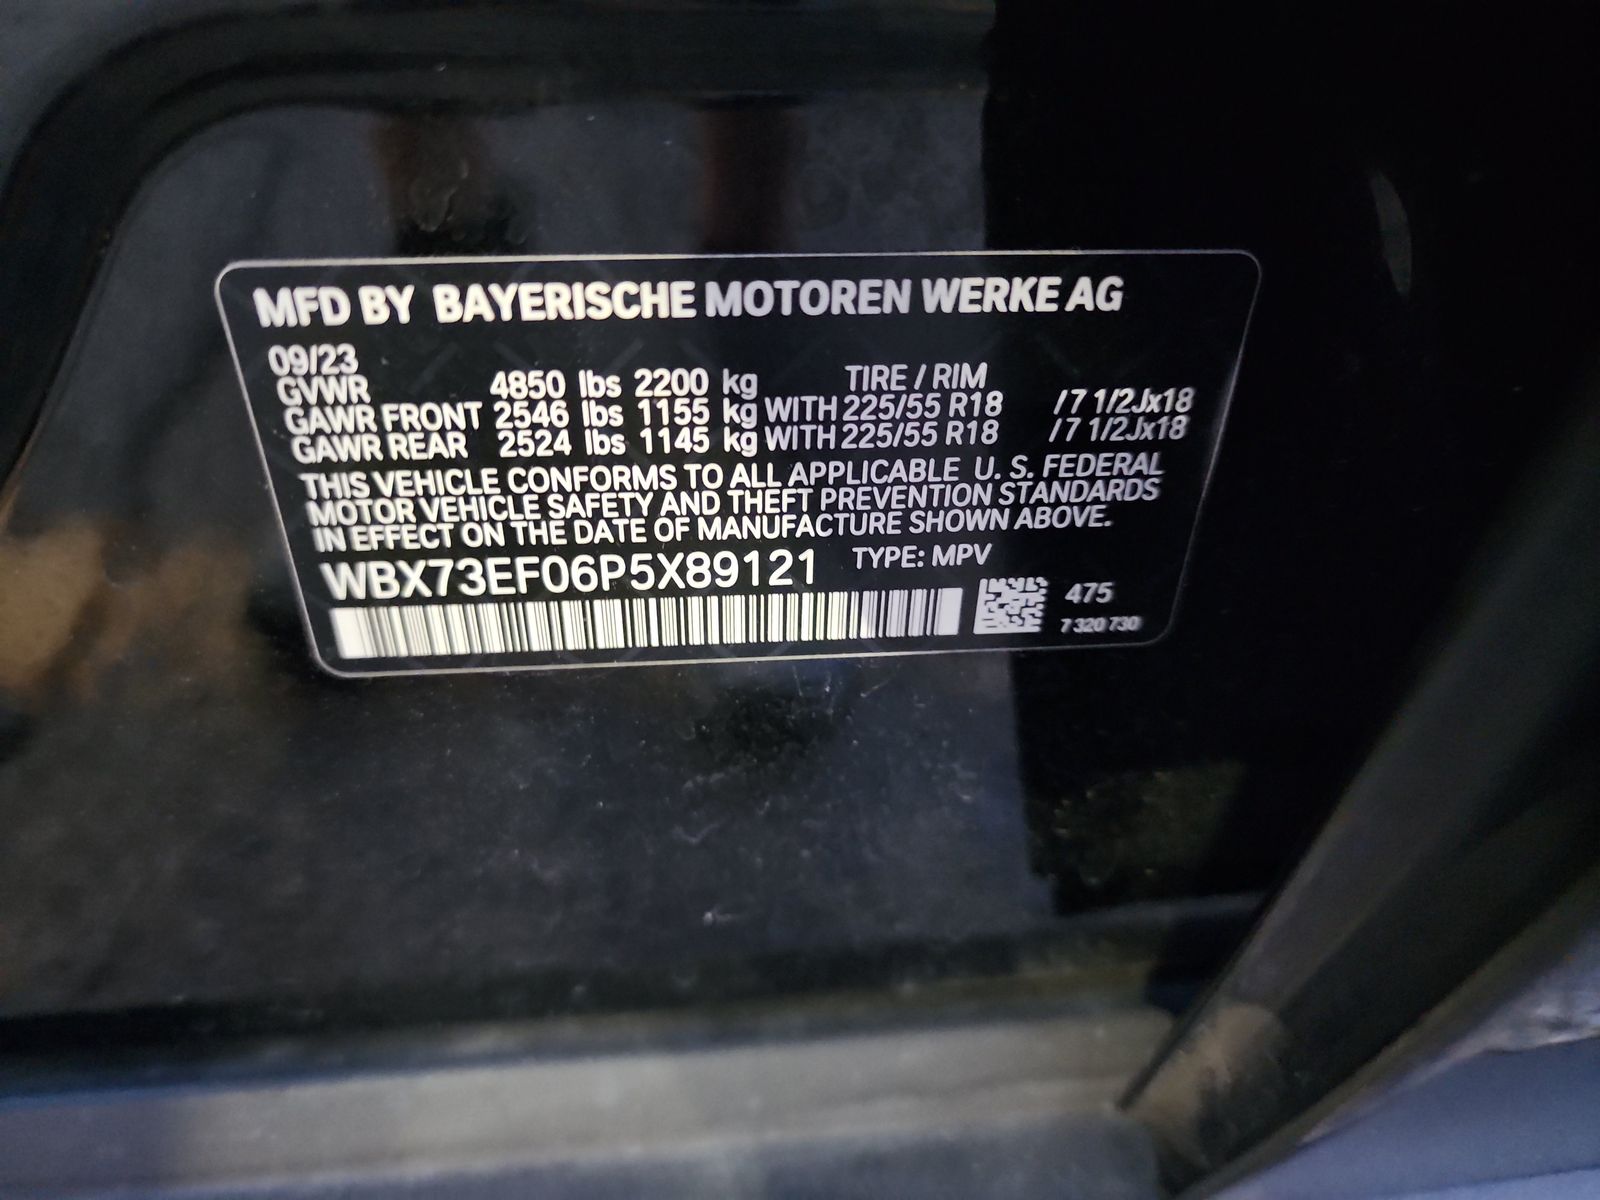 MFD BY BAYERISCHE MOTOREN WERKE AG
09/23
GVWR 4850 lbs 2200 kg TIRE / RIM
GAWR FRONT 2546 lbs 1155 kg WITH 225/55 R18 / 7 1/2Jx18
GAWR REAR 2524 lbs 1145 kg WITH 225/55 R18 / 7 1/2Jx18
THIS VEHICLE CONFORMS TO ALL APPLICABLE U. S. FEDERAL
MOTOR VEHICLE SAFETY AND THEFT PREVENTION STANDARDS
IN EFFECT ON THE DATE OF MANUFACTURE SHOWN ABOVE.
WBX73EF06P5X89121 TYPE: MPV
475
7 320 730